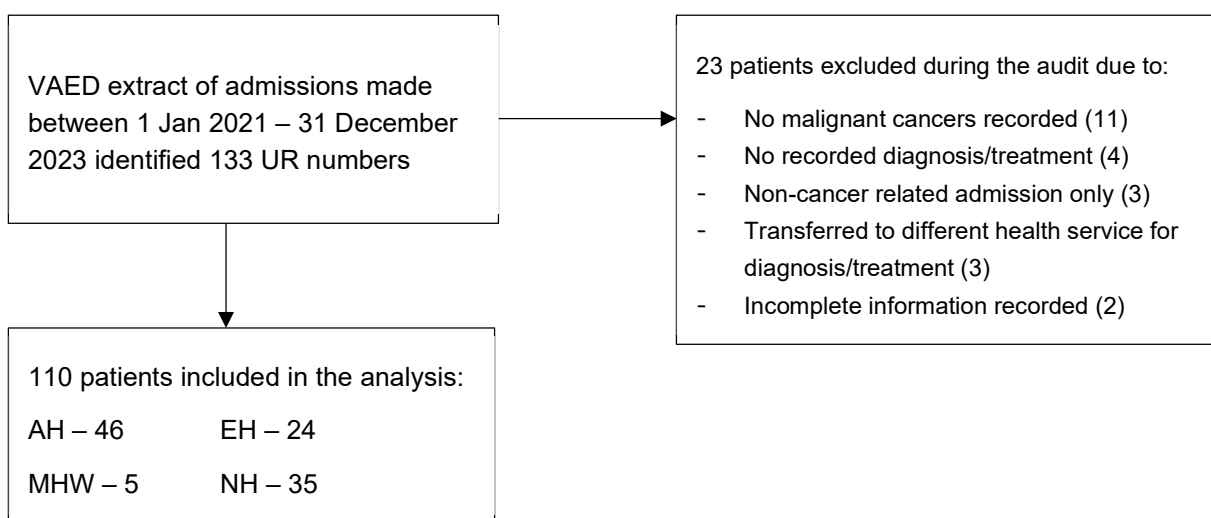 VAED extract of admissions made
between 1 Jan 2021 – 31 December
2023 identified 133 UR numbers
23 patients excluded during the audit due to:
- No malignant cancers recorded (11)
- No recorded diagnosis/treatment (4)
- Non-cancer related admission only (3)
- Transferred to different health service for
diagnosis/treatment (3)
- Incomplete information recorded (2)
110 patients included in the analysis:
AH – 46 EH – 24
MHW – 5 NH – 35